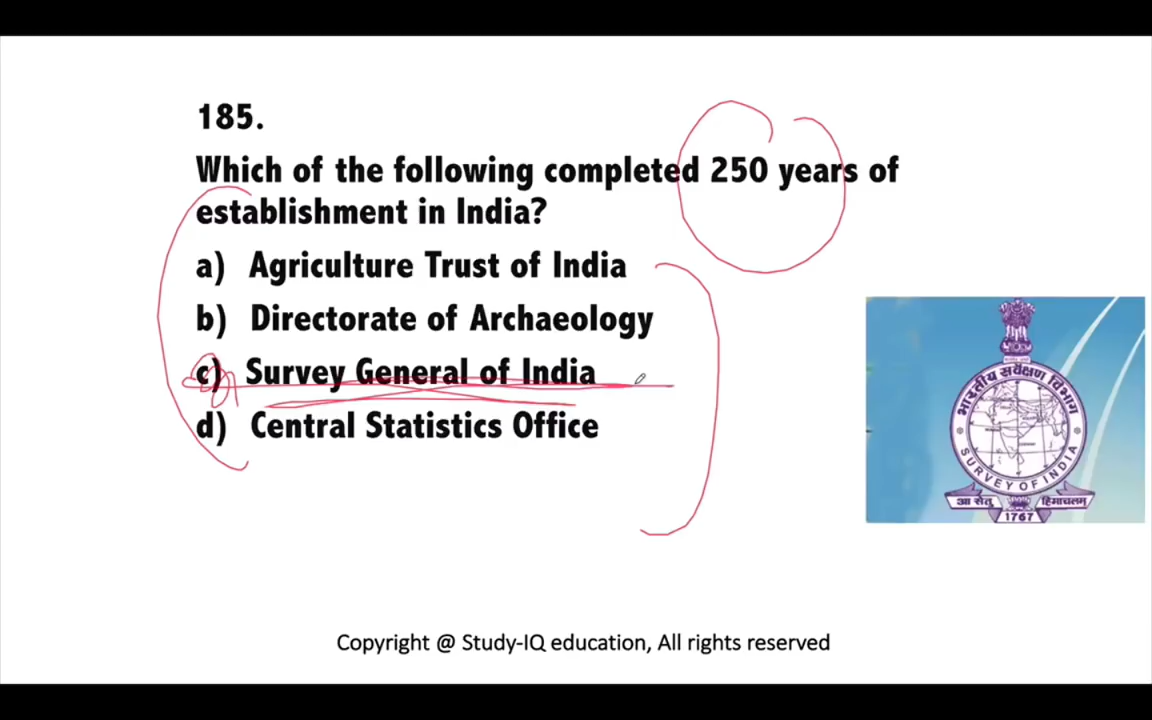 185.
Which of the following completed 250 years of
establishment in India?
a) Agriculture Trust of India
b) Directorate of Archaeology
c) Survey General of India
d) Central Statistics Office
भारतीय सर्वेक्षण विभाग
SURVEY OF INDIA
आ सेतु हिमाचलम्
1767
Copyright @ Study-IQ education, All rights reserved